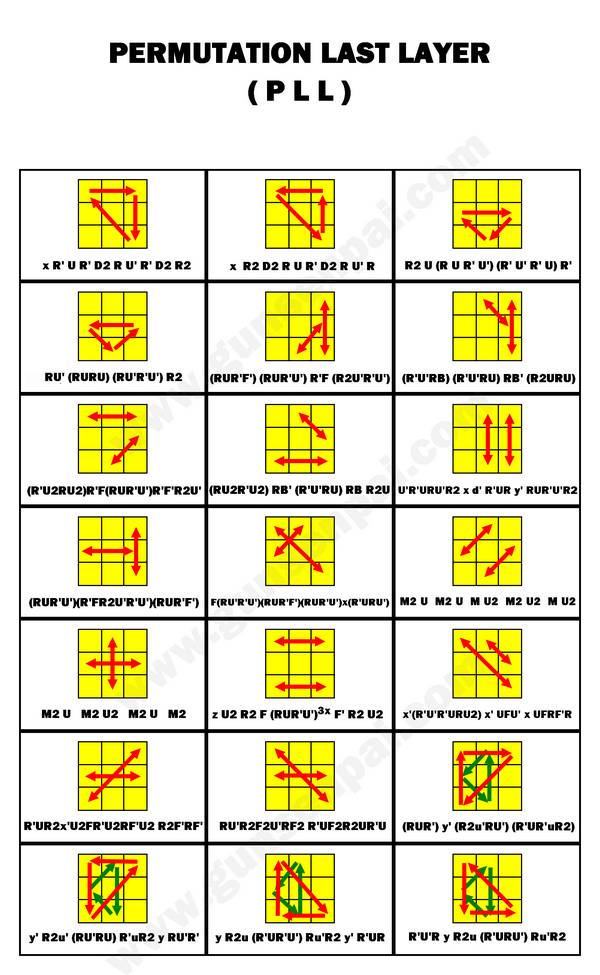 PERMUTATION LAST LAYER
( P L L )
x R' U R' D2 R U' R' D2 R2
x R2 D2 R U R' D2 R U' R
R2 U (R U R' U') (R' U' R' U) R'
RU' (RURU) (RU'R'U') R2
(RUR'F') (RUR'U') R'F (R2U'R'U')
(R'U'RB) (R'U'RU) RB' (R2URU)
(R'U2RU2)R'F(RUR'U')R'F'R2U'
(RU2R'U2) RB' (R'U'RU) RB R2U
U'R'URU'R2 x d' R'UR y' RUR'U'R2
(RUR'U')(R'FR2U'R'U')(RUR'F')
F(RU'R'U')(RUR'F')(RUR'U')x(R'URU')
M2 U M2 U M U2 M2 U2 M U2
M2 U M2 U2 M2 U M2
z U2 R2 F (RUR'U')3x F' R2 U2
x'(R'U'R'URU2) x' UFU' x UFRF'R
R'UR2x'U2FR'U2RF'U2 R2F'RF'
RU'R2F2U'RF2 R'UF2R2UR'U
(RUR') y' (R2u'RU') (R'UR'uR2)
y' R2u' (RU'RU) R'uR2 y RU'R'
y R2u (R'UR'U') Ru'R2 y' R'UR
R'U'R y R2u (R'URU') Ru'R2
www.gunsenpai.com